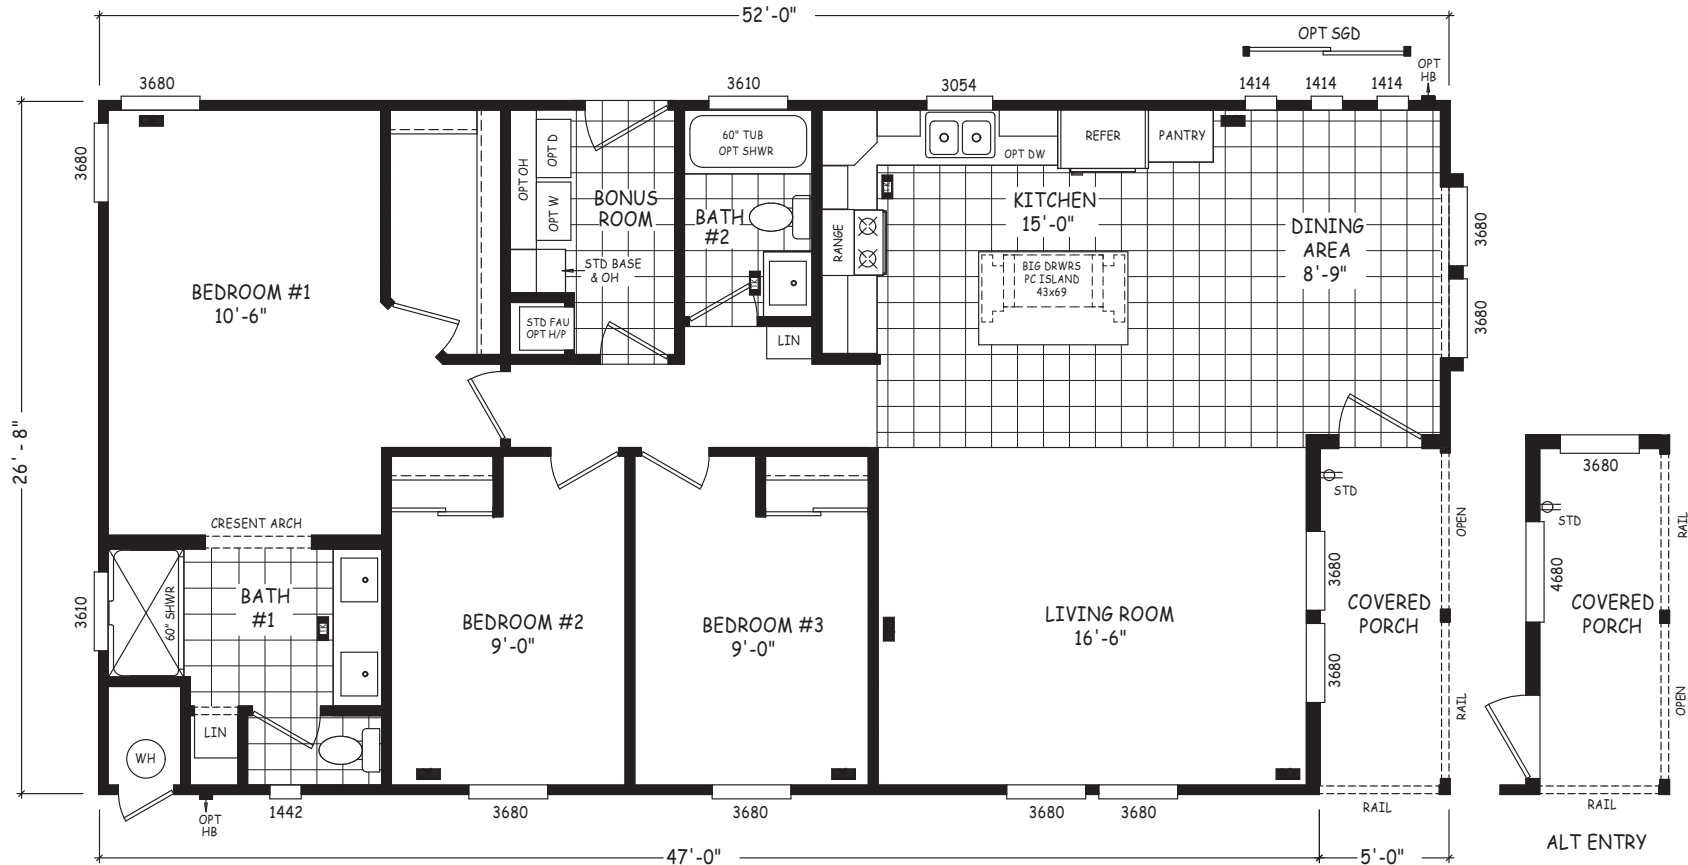 52'-0"
OPT SGD
3680
3610
3054
1414
1414
1414
OPT
HB
3680
60" TUB
OPT SHWR
OPT DW
REFER
PANTRY
OPT OH
OPT D
OPT W
BONUS
ROOM
BATH
#2
KITCHEN
15'-0"
DINING
AREA
8'-9"
3680
3680
RANGE
STD BASE
& OH
BIG DRWRS
PC ISLAND
43x69
BEDROOM #1
10'-6"
STD FAU
OPT H/P
LIN
26'-8"
CRESENT ARCH
STD
OPEN
3680
STD
RAIL
3610
60" SHWR
BATH
#1
BEDROOM #2
9'-0"
BEDROOM #3
9'-0"
LIVING ROOM
16'-6"
3680
3680
COVERED
PORCH
RAIL
4680
COVERED
PORCH
OPEN
LIN
WH
OPT
HB
1442
3680
3680
3680
3680
RAIL
RAIL
ALT ENTRY
47'-0"
5'-0"